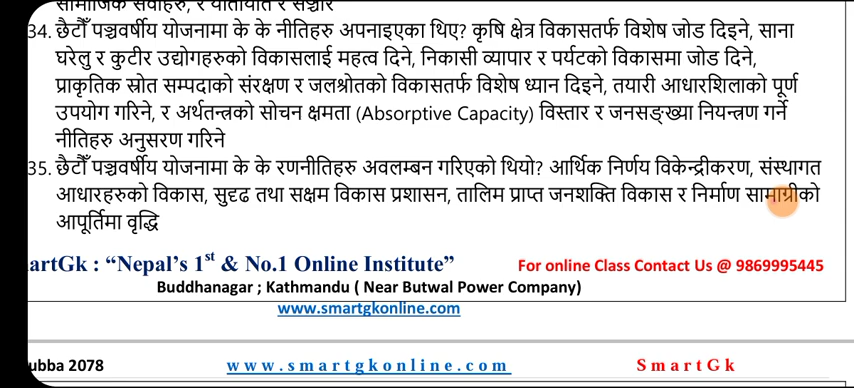 सामाजिक सेवाहरु, र यातायात र सञ्चार
34. छैटौँ पञ्चवर्षीय योजनामा के के नीतिहरु अपनाइएका थिए? कृषि क्षेत्र विकासतर्फ विशेष जोड दिइने, साना
घरेलु र कुटीर उद्योगहरुको विकासलाई महत्व दिने, निकासी व्यापार र पर्यटको विकासमा जोड दिने,
प्राकृतिक स्रोत सम्पदाको संरक्षण र जलश्रोतको विकासतर्फ विशेष ध्यान दिइने, तयारी आधारशिलाको पूर्ण
उपयोग गरिने, र अर्थतन्त्रको सोचन क्षमता (Absorptive Capacity) विस्तार र जनसङ्ख्या नियन्त्रण गर्ने
नीतिहरु अनुसरण गरिने
35. छैटौँ पञ्चवर्षीय योजनामा के के रणनीतिहरु अवलम्बन गरिएको थियो? आर्थिक निर्णय विकेन्द्रीकरण, संस्थागत
आधारहरुको विकास, सुदृढ तथा सक्षम विकास प्रशासन, तालिम प्राप्त जनशक्ति विकास र निर्माण सामाग्रीको
आपूर्तिमा वृद्धि
artGk : “Nepal’s 1st & No.1 Online Institute” For online Class Contact Us @ 9869995445
Buddhanagar ; Kathmandu ( Near Butwal Power Company)
www.smartgkonline.com
ubba 2078 www.smartgkonline.com SmartGk